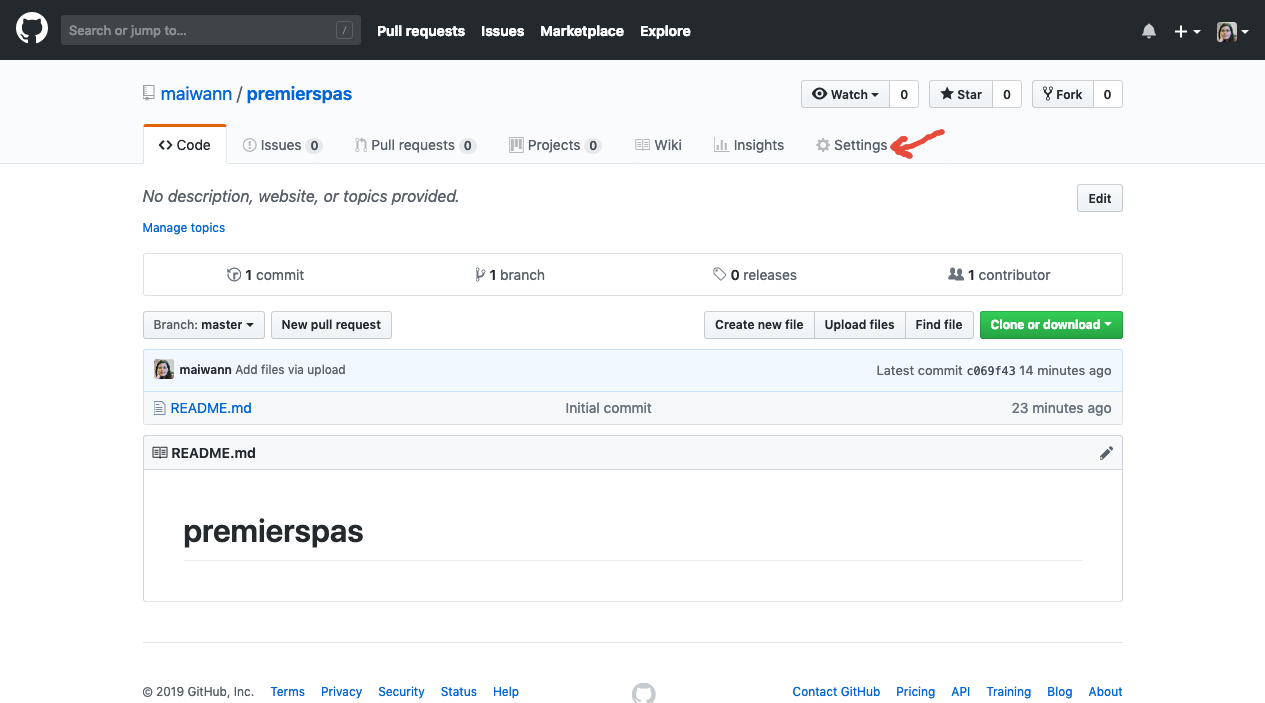 Search or jump to... / Pull requests Issues Marketplace Explore
maiwann / premierspas Watch 0 Star 0 Fork 0
Code Issues 0 Pull requests 0 Projects 0 Wiki Insights Settings
No description, website, or topics provided. Edit
Manage topics
1 commit 1 branch 0 releases 1 contributor
Branch: master New pull request Create new file Upload files Find file Clone or download
maiwann Add files via upload Latest commit c069f43 14 minutes ago
README.md Initial commit 23 minutes ago
README.md
premierspas
© 2019 GitHub, Inc. Terms Privacy Security Status Help Contact GitHub Pricing API Training Blog About